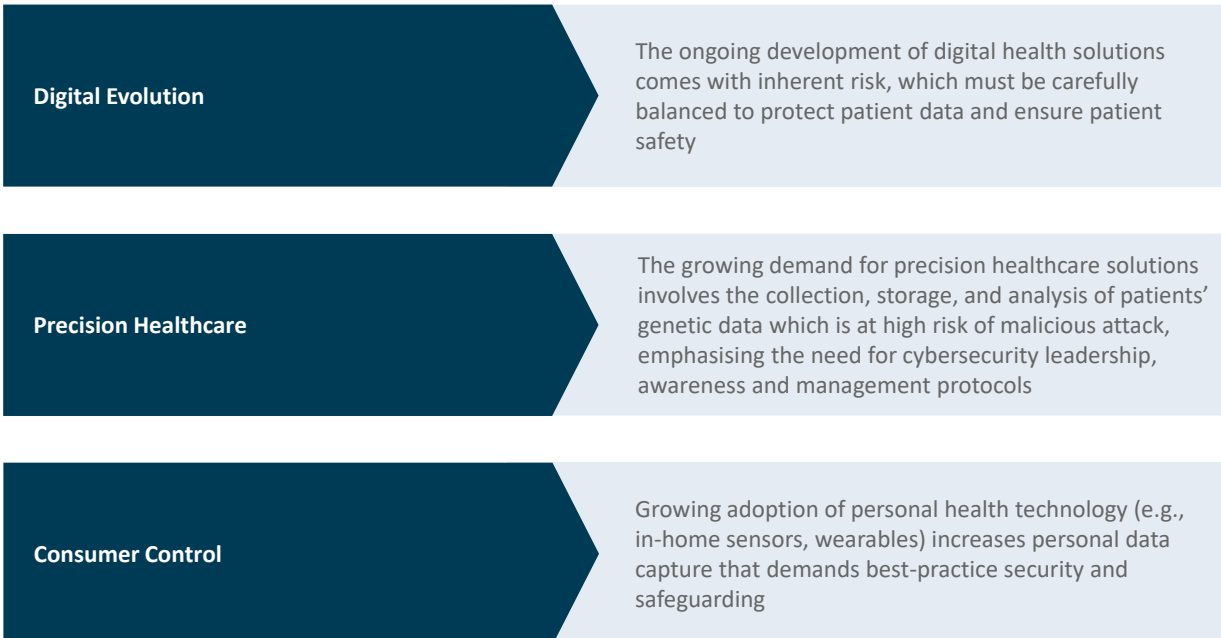 Digital Evolution
The ongoing development of digital health solutions
comes with inherent risk, which must be carefully
balanced to protect patient data and ensure patient
safety
Precision Healthcare
The growing demand for precision healthcare solutions
involves the collection, storage, and analysis of patients’
genetic data which is at high risk of malicious attack,
emphasising the need for cybersecurity leadership,
awareness and management protocols
Consumer Control
Growing adoption of personal health technology (e.g.,
in-home sensors, wearables) increases personal data
capture that demands best-practice security and
safeguarding